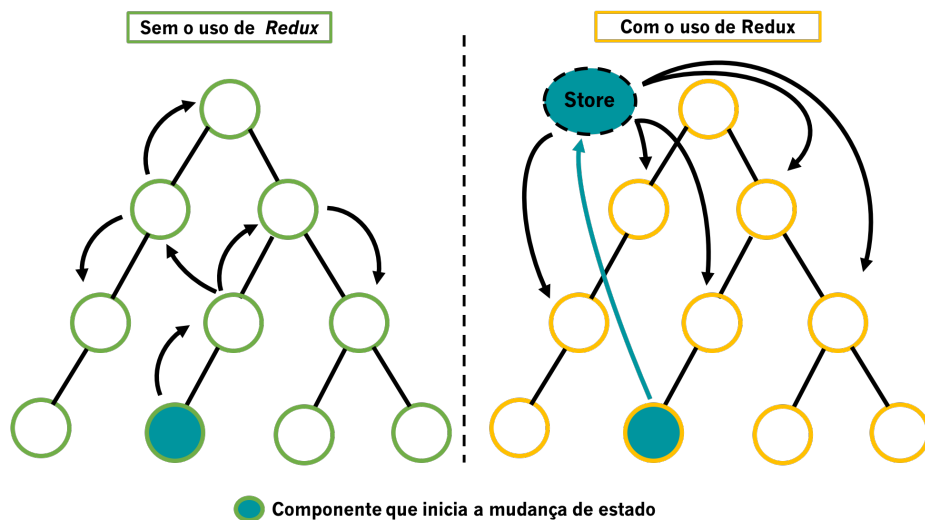 Sem o uso de Redux
Com o uso de Redux
Store
Componente que inicia a mudança de estado